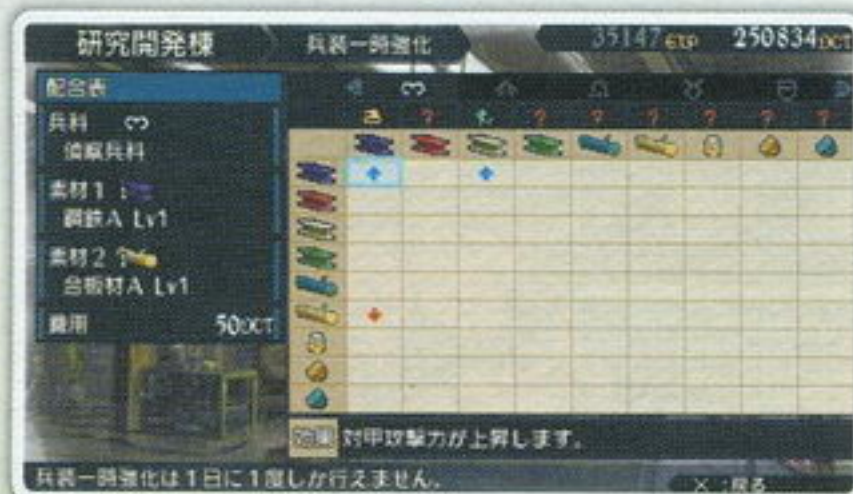 研究開発棟
兵装一時強化
35147 EXP 250834 DCT
配合表
兵科
偵察兵科
素材1:
鋼鉄A Lv1
素材2:
合板材A Lv1
費用 50DCT
? ? ? ? ? ? ?
効果 対甲攻撃力が上昇します。
兵装一時強化は1日に1度しか行えません。
×:戻る